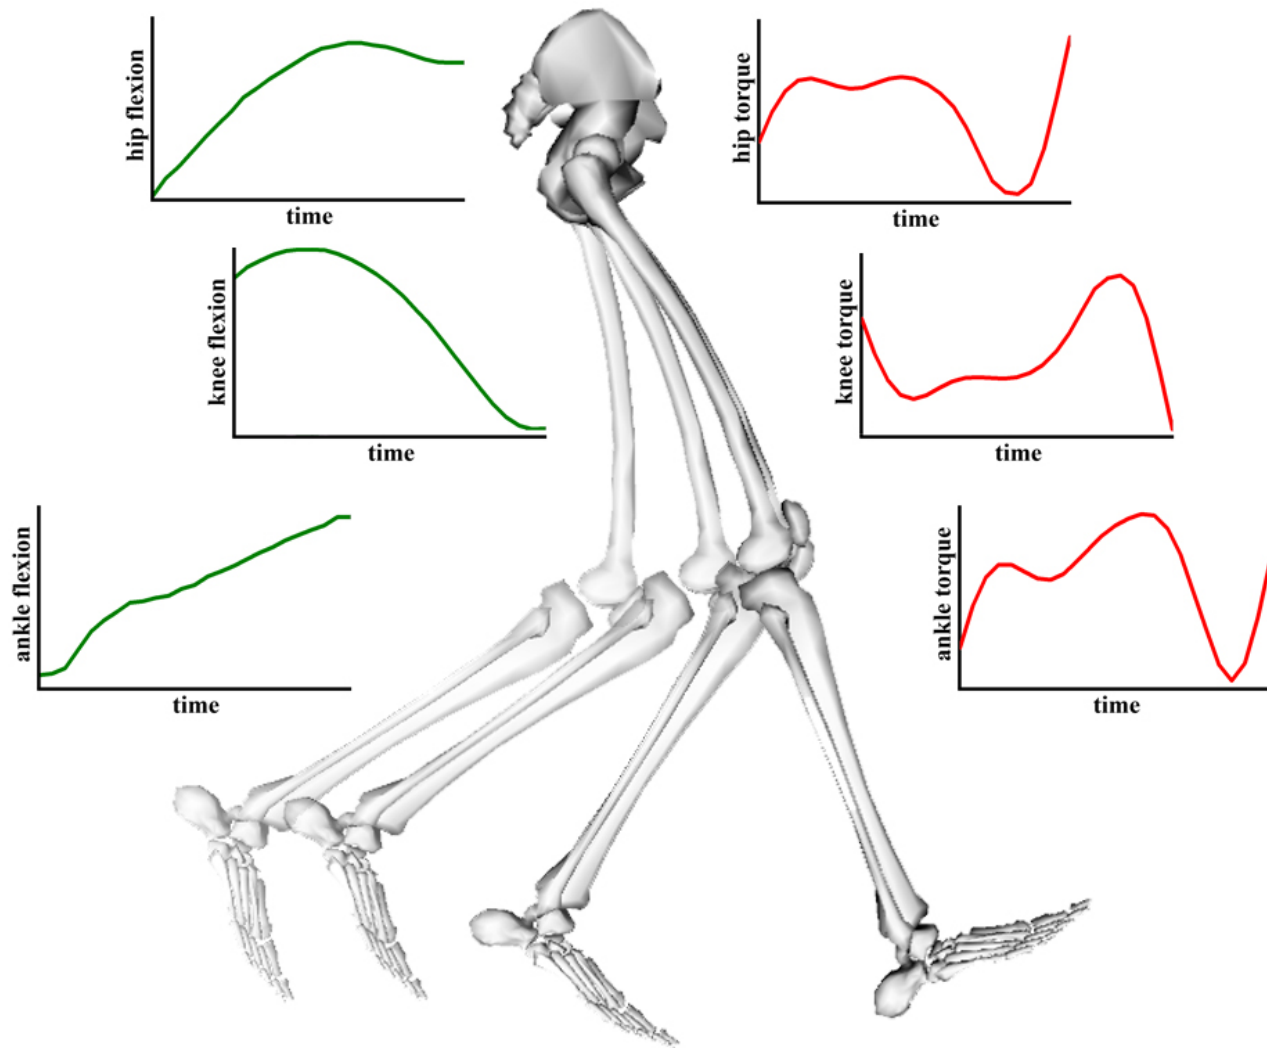 hip flexion
time
hip torque
time
knee flexion
time
knee torque
time
ankle flexion
time
ankle torque
time